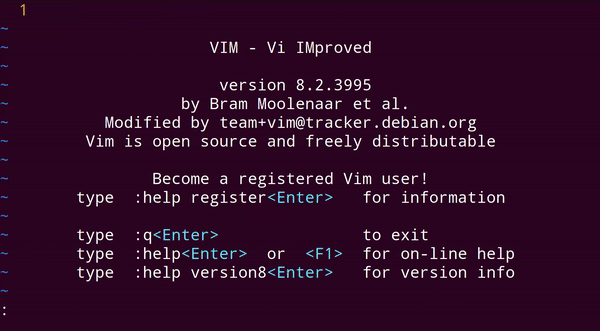 1
~
~ VIM - Vi IMproved
~
~ version 8.2.3995
~ by Bram Moolenaar et al.
~ Modified by team+vim@tracker.debian.org
~ Vim is open source and freely distributable
~
~ Become a registered Vim user!
~ type :help register<Enter> for information
~
~ type :q<Enter> to exit
~ type :help<Enter> or <F1> for on-line help
~ type :help version8<Enter> for version info
~
: